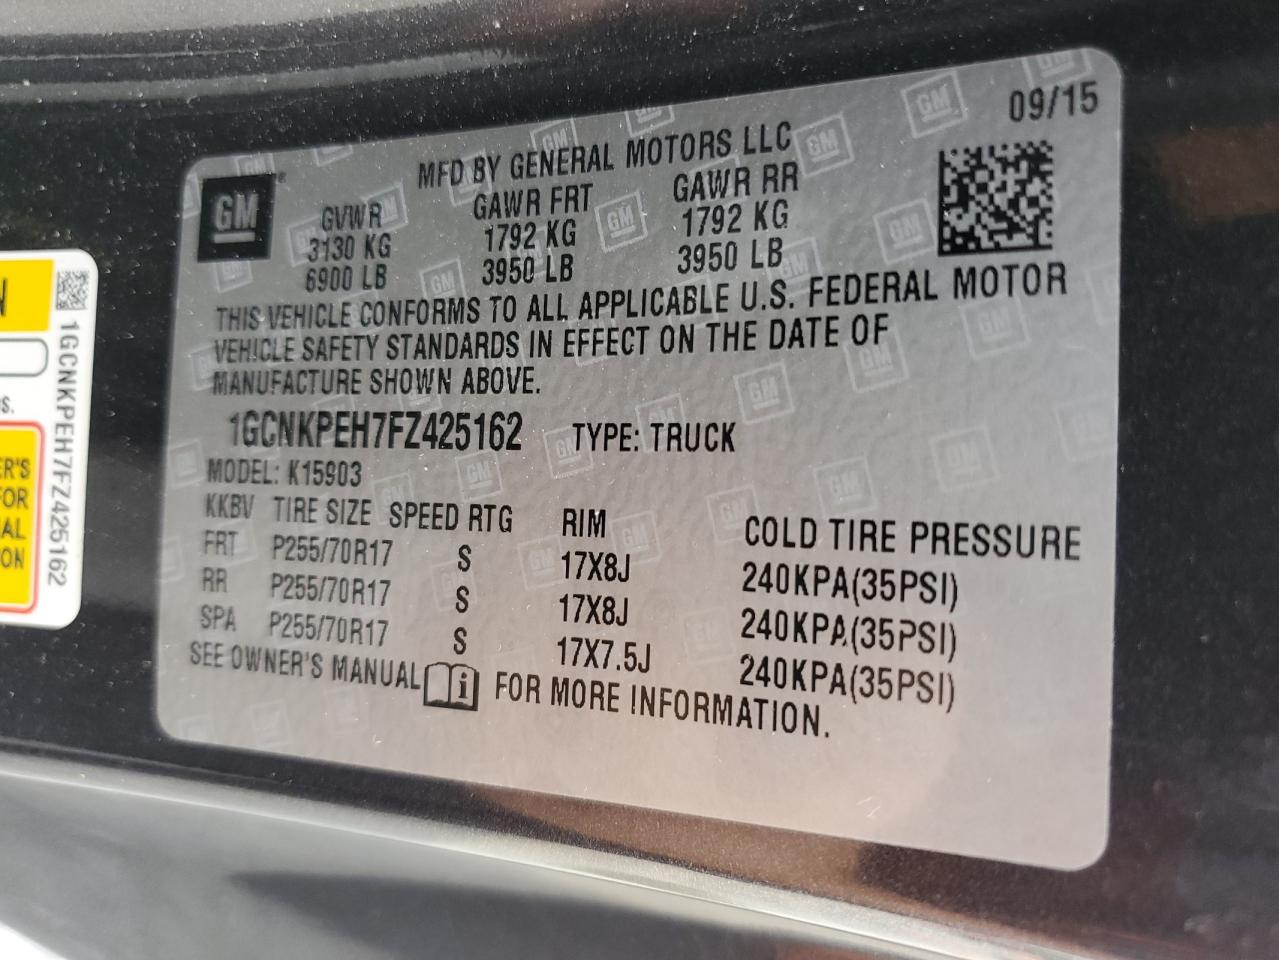 09/15
MFD BY GENERAL MOTORS LLC
GM
GVWR GAWR FRT GAWR RR
3130 KG 1792 KG 1792 KG
6900 LB 3950 LB 3950 LB
THIS VEHICLE CONFORMS TO ALL APPLICABLE U.S. FEDERAL MOTOR
VEHICLE SAFETY STANDARDS IN EFFECT ON THE DATE OF
MANUFACTURE SHOWN ABOVE.
1GCNKPEH7FZ425162 TYPE: TRUCK
MODEL: K15903
KKBV TIRE SIZE SPEED RTG RIM COLD TIRE PRESSURE
FRT P255/70R17 S 17X8J 240KPA(35PSI)
RR P255/70R17 S 17X8J 240KPA(35PSI)
SPA P255/70R17 S 17X7.5J 240KPA(35PSI)
SEE OWNER'S MANUAL i FOR MORE INFORMATION.
1GCNKPEH7FZ425162